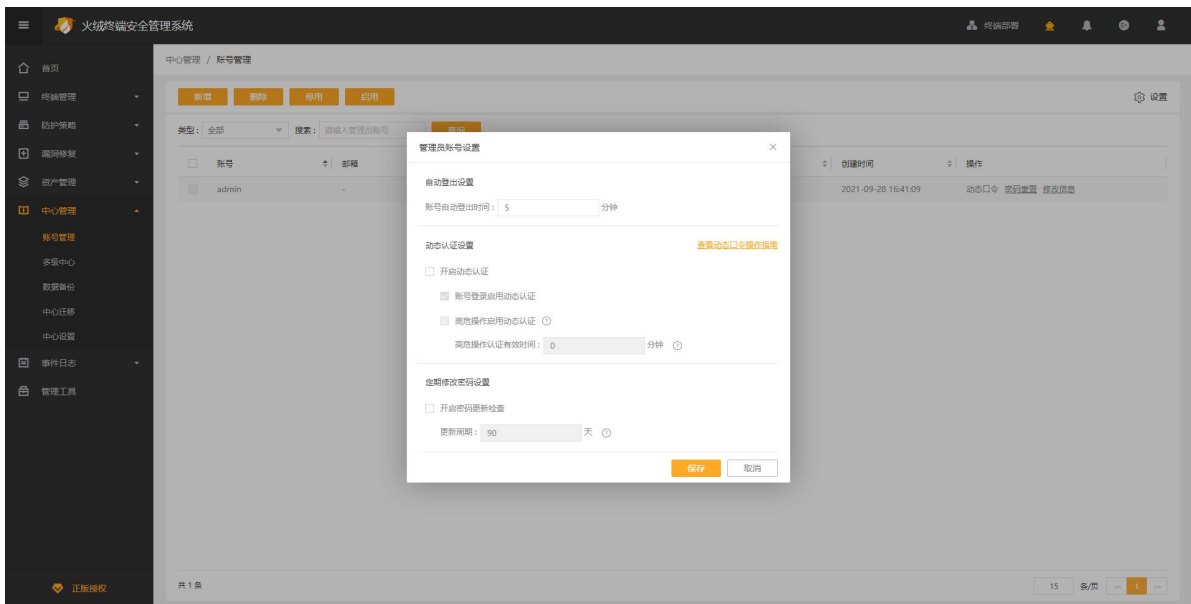 火绒终端安全管理系统
终端部署
首页
终端管理
防护策略
漏洞修复
资产管理
中心管理
账号管理
多级中心
数据备份
中心迁移
中心设置
事件日志
管理工具
正版授权
中心管理 / 账号管理
新增 删除 停用 启用
设置
类型: 全部 搜索: 请输入管理员账号 查询
账号 邮箱 创建时间 操作
admin - 2021-09-28 16:41:09 动态口令 密码重置 修改信息
管理员账号设置
自动登出设置
账号自动登出时间: 5 分钟
动态认证设置 查看动态口令操作指南
开启动态认证
账号登录启用动态认证
高危操作启用动态认证
高危操作认证有效时间: 0 分钟
定期修改密码设置
开启密码更新检查
更新周期: 90 天
保存 取消
共 1 条
15 条/页 1